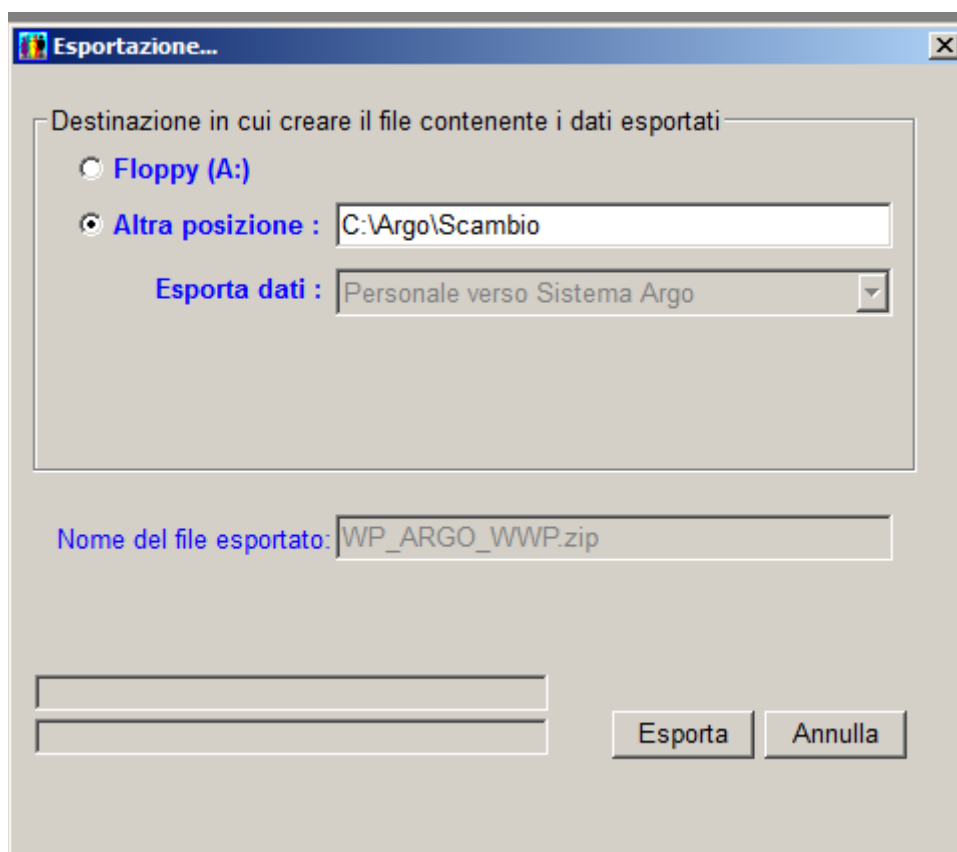 Esportazione...
Destinazione in cui creare il file contenente i dati esportati
Floppy (A:)
Altra posizione : C:\Argo\Scambio
Esporta dati : Personale verso Sistema Argo
Nome del file esportato: WP_ARGO_WWP.zip
Esporta Annulla